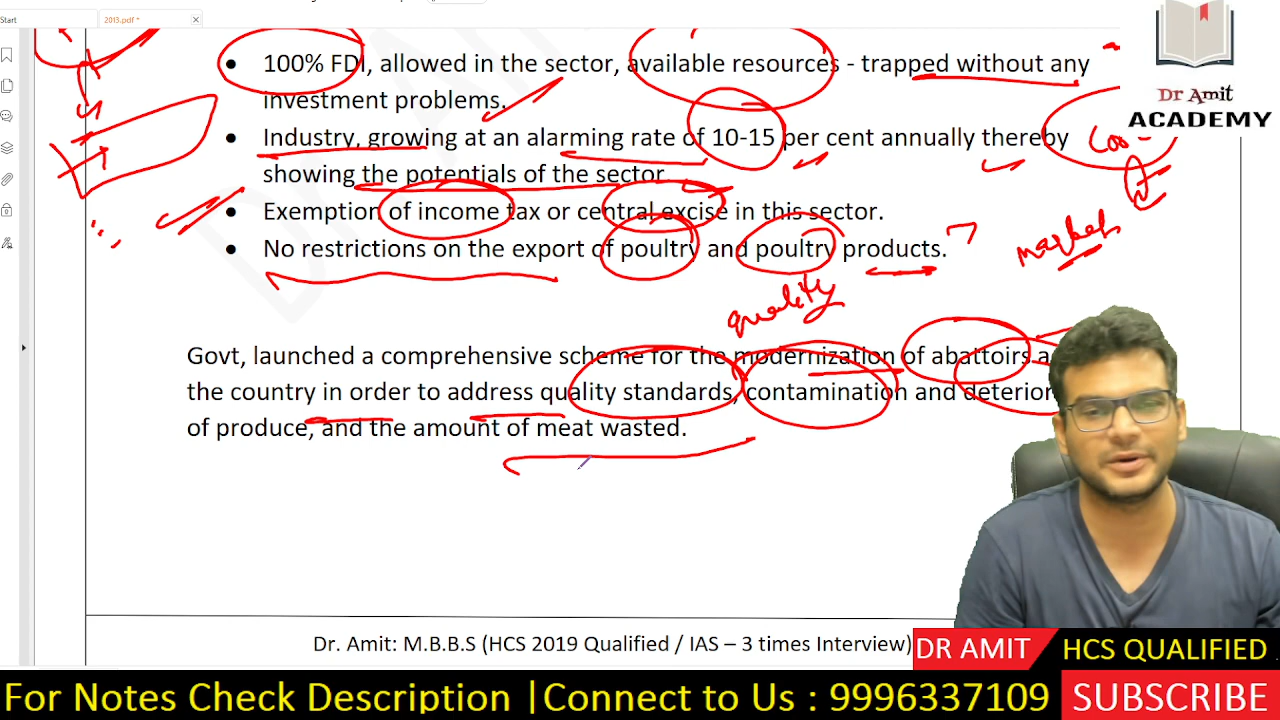 Start
2013.pdf *
100% FDI, allowed in the sector, available resources - trapped without any
investment problems.
Industry, growing at an alarming rate of 10-15 per cent annually thereby
showing the potentials of the sector.
Exemption of income tax or central excise in this sector.
No restrictions on the export of poultry and poultry products.
market
quality
Govt, launched a comprehensive scheme for the modernization of abattoirs
the country in order to address quality standards, contamination and deterior
of produce, and the amount of meat wasted.
Dr Amit
ACADEMY
Dr. Amit: M.B.B.S (HCS 2019 Qualified / IAS – 3 times Interview)
DR AMIT
HCS QUALIFIED
For Notes Check Description | Connect to Us : 9996337109
SUBSCRIBE